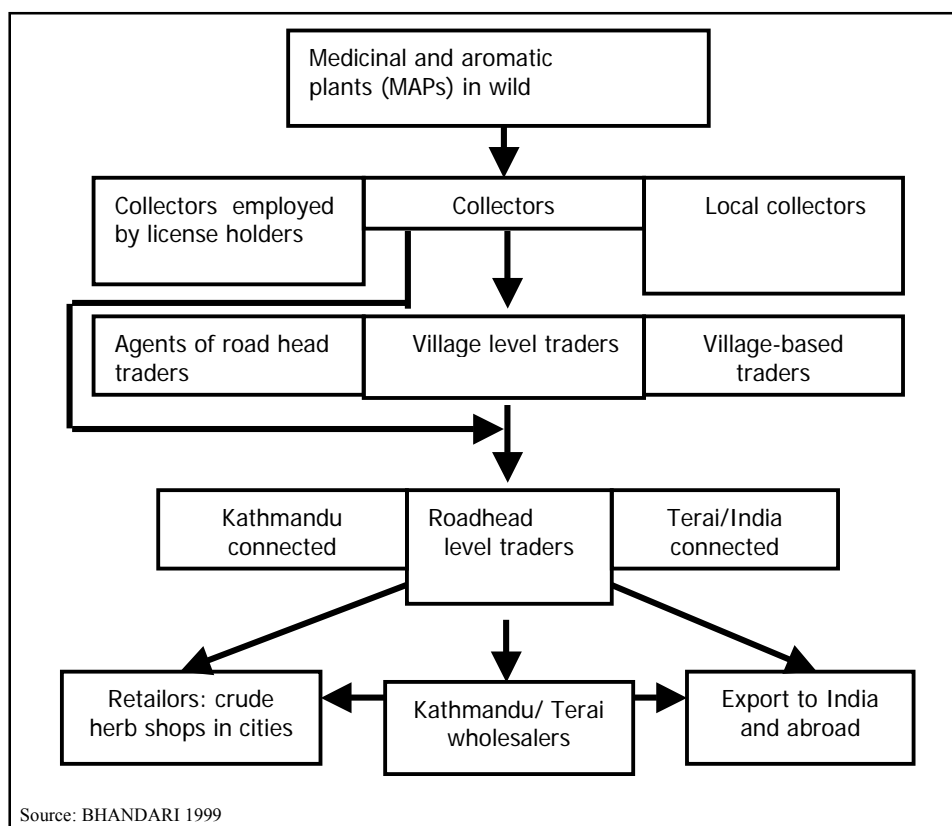 Medicinal and aromatic
plants (MAPs) in wild
Collectors employed
by license holders
Collectors
Local collectors
Agents of road head
traders
Village level traders
Village-based
traders
Kathmandu
connected
Roadhead
level traders
Terai/India
connected
Retailors: crude
herb shops in cities
Kathmandu/ Terai
wholesalers
Export to India
and abroad
Source: BHANDARI 1999